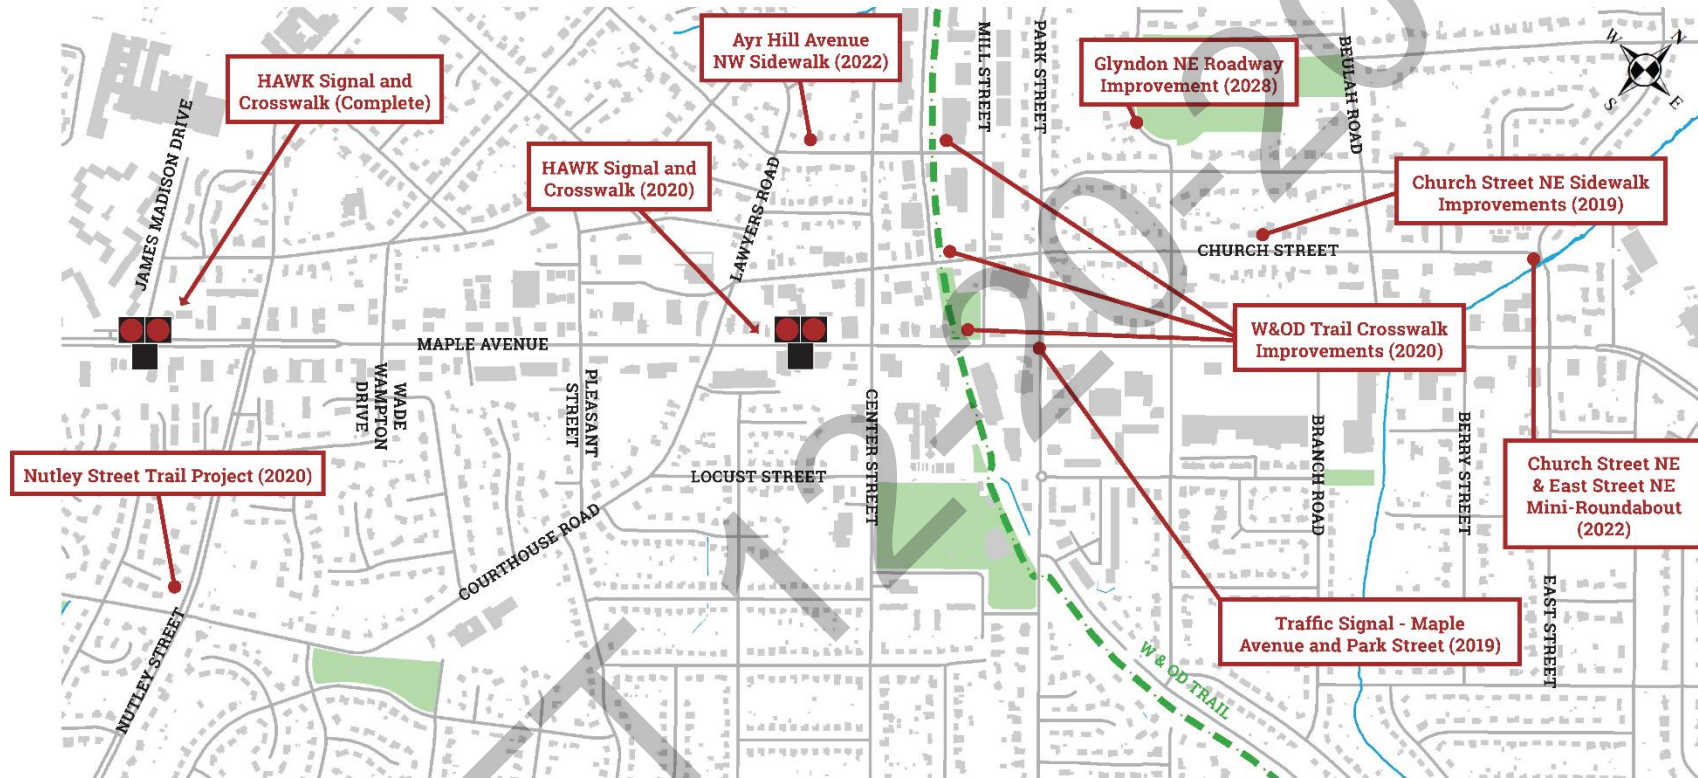 Ayr Hill Avenue
NW Sidewalk (2022)
MILL STREET
PARK STREET
BEULAH ROAD
Glyndon NE Roadway
Improvement (2028)
N
W
S
E
HAWK Signal and
Crosswalk (Complete)
JAMES MADISON DRIVE
HAWK Signal and
Crosswalk (2020)
LAWYERS ROAD
Church Street NE Sidewalk
Improvements (2019)
CHURCH STREET
W&OD Trail Crosswalk
Improvements (2020)
MAPLE AVENUE
WADE
WAMPTON
DRIVE
PLEASANT
STREET
CENTER STREET
BRANCH ROAD
BERRY STREET
Nutley Street Trail Project (2020)
LOCUST STREET
Church Street NE
& East Street NE
Mini-Roundabout
(2022)
COURTHOUSE ROAD
NUTLEY STREET
EAST STREET
Traffic Signal - Maple
Avenue and Park Street (2019)
W & OD TRAIL
T 12-20-20